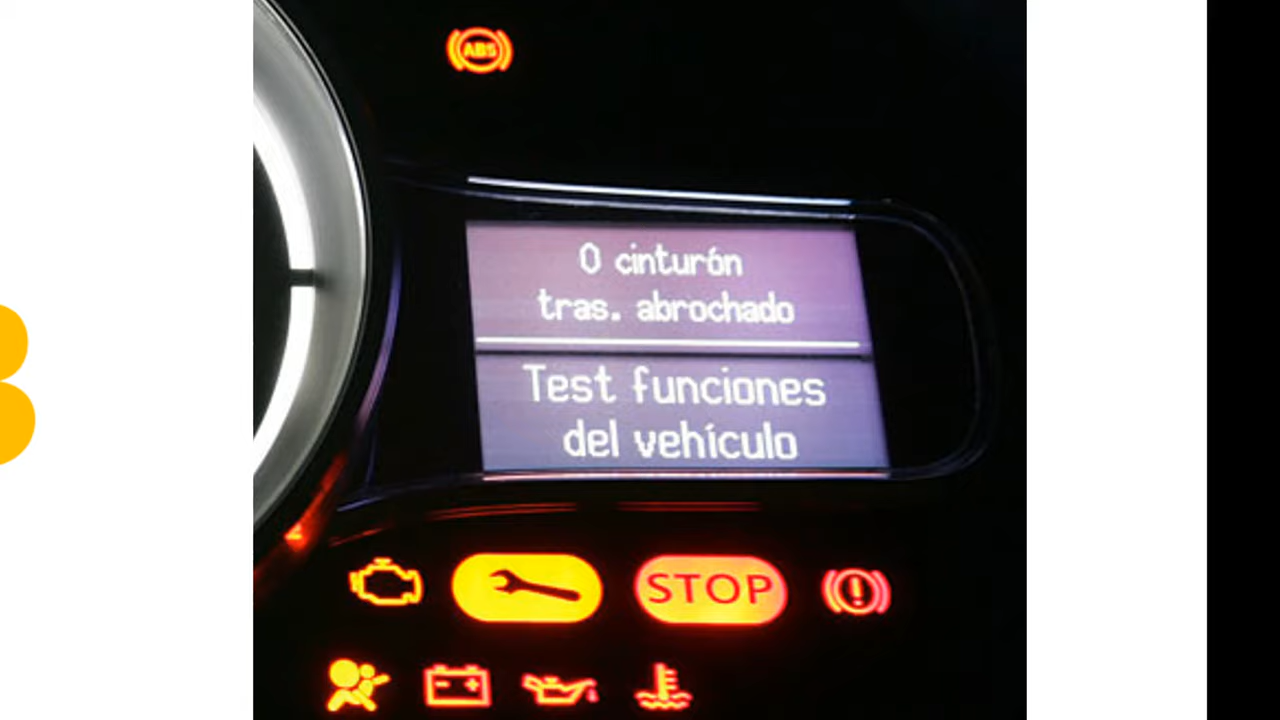 ABS
0 cinturón
tras. abrochado
Test funciones
del vehículo
STOP